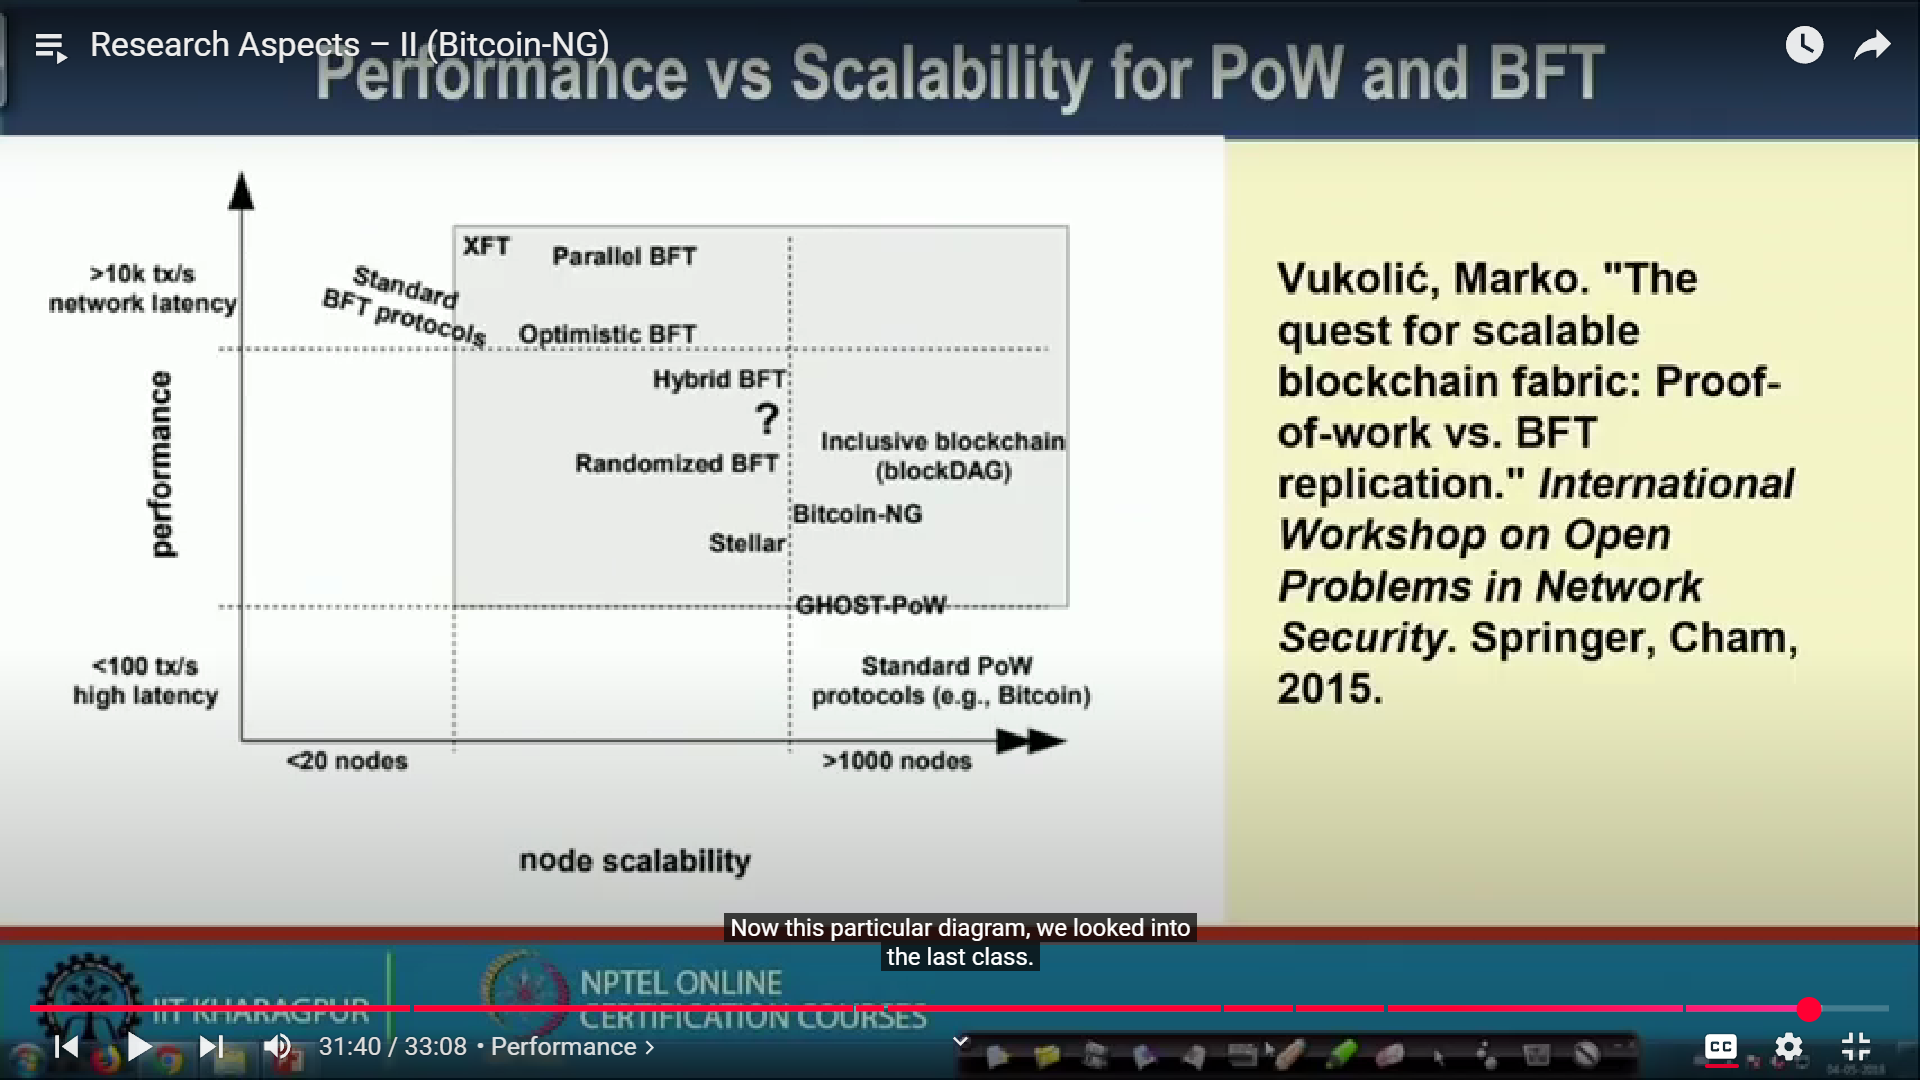 Research Aspects – II (Bitcoin-NG)
Performance vs Scalability for PoW and BFT
>10k tx/s
network latency
performance
<100 tx/s
high latency
Standard
BFT protocols
XFT
Parallel BFT
Optimistic BFT
Hybrid BFT
?
Randomized BFT
Inclusive blockchain
(blockDAG)
Bitcoin-NG
Stellar
GHOST-PoW
Standard PoW
protocols (e.g., Bitcoin)
<20 nodes
>1000 nodes
node scalability
Vukolić, Marko. "The
quest for scalable
blockchain fabric: Proof-
of-work vs. BFT
replication." International
Workshop on Open
Problems in Network
Security. Springer, Cham,
2015.
Now this particular diagram, we looked into
the last class.
IIT KHARAGPUR
NPTEL ONLINE
CERTIFICATION COURSES
31:40 / 33:08 • Performance
CC
04-05-2018